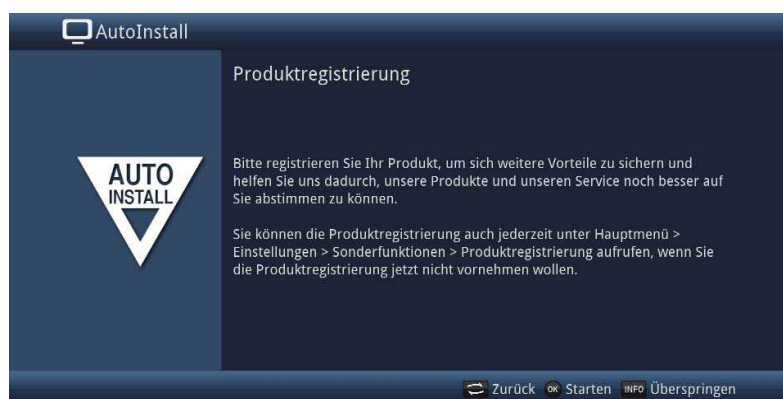 AutoInstall
Produktregistrierung
AUTO
INSTALL
Bitte registrieren Sie Ihr Produkt, um sich weitere Vorteile zu sichern und
helfen Sie uns dadurch, unsere Produkte und unseren Service noch besser auf
Sie abstimmen zu können.
Sie können die Produktregistrierung auch jederzeit unter Hauptmenü >
Einstellungen > Sonderfunktionen > Produktregistrierung aufrufen, wenn Sie
die Produktregistrierung jetzt nicht vornehmen wollen.
Zurück OK Starten INFO Überspringen